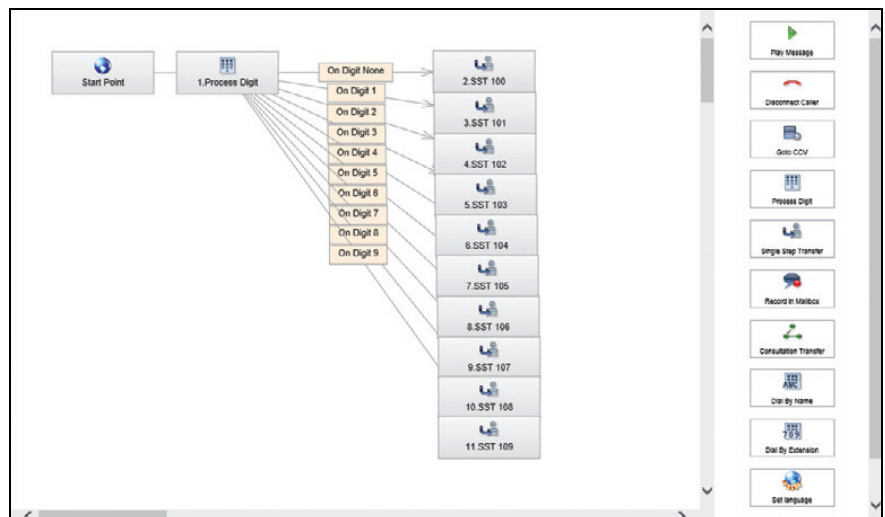 Start Point
1.Process Digit
On Digit None
On Digit 1
On Digit 2
On Digit 3
On Digit 4
On Digit 5
On Digit 6
On Digit 7
On Digit 8
On Digit 9
2.SST 100
3.SST 101
4.SST 102
5.SST 103
6.SST 104
7.SST 105
8.SST 106
9.SST 107
10.SST 108
11.SST 109
Play Message
Disconnect Caller
Goto CCV
Process Digit
Single Step Transfer
Record In Mailbox
Consultation Transfer
ABC
Dial By Name
789
Dial By Extension
Set language